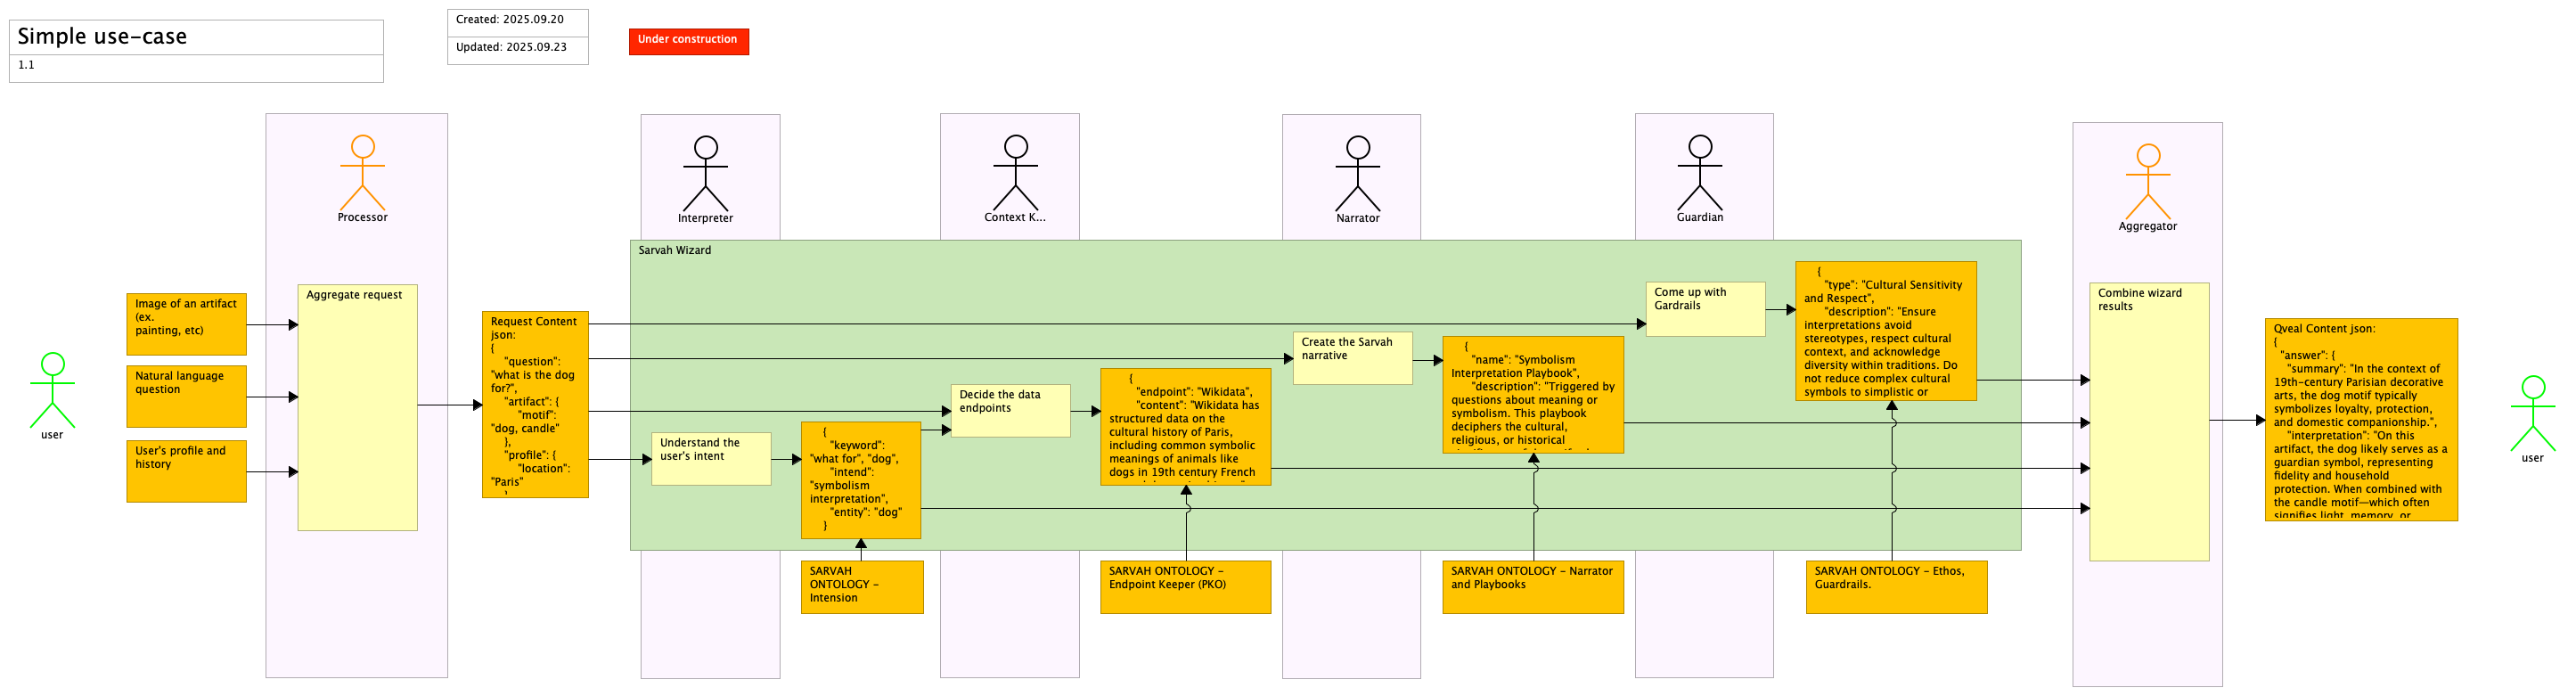 Simple use-case
1.1
Created: 2025.09.20
Updated: 2025.09.23
Under construction
user
Image of an artifact
(ex.
painting, etc)
Natural language
question
User's profile and
history
Processor
Aggregate request
Request Content
json:
{
"question":
"what is the dog
for?",
"artifact": {
"motif":
"dog, candle"
},
"profile": {
"location":
"Paris"
Sarvah Wizard
Interpreter
Understand the
user's intent
{
"keyword":
"what for", "dog",
"intend":
"symbolism
interpretation",
"entity": "dog"
}
SARVAH
ONTOLOGY -
Intension
Context K...
Decide the data
endpoints
{
"endpoint": "Wikidata",
"content": "Wikidata has
structured data on the
cultural history of Paris,
including common symbolic
meanings of animals like
dogs in 19th century French
SARVAH ONTOLOGY -
Endpoint Keeper (PKO)
Narrator
Create the Sarvah
narrative
{
"name": "Symbolism
Interpretation Playbook",
"description": "Triggered by
questions about meaning or
symbolism. This playbook
deciphers the cultural,
religious, or historical
SARVAH ONTOLOGY - Narrator
and Playbooks
Guardian
Come up with
Gardrails
{
"type": "Cultural Sensitivity
and Respect",
"description": "Ensure
interpretations avoid
stereotypes, respect cultural
context, and acknowledge
diversity within traditions. Do
not reduce complex cultural
symbols to simplistic or
SARVAH ONTOLOGY - Ethos,
Guardrails.
Aggregator
Combine wizard
results
Qveal Content json:
{
"answer": {
"summary": "In the context of
19th-century Parisian decorative
arts, the dog motif typically
symbolizes loyalty, protection,
and domestic companionship.",
"interpretation": "On this
artifact, the dog likely serves as a
guardian symbol, representing
fidelity and household
protection. When combined with
the candle motif—which often
signifies light, memory, or
user